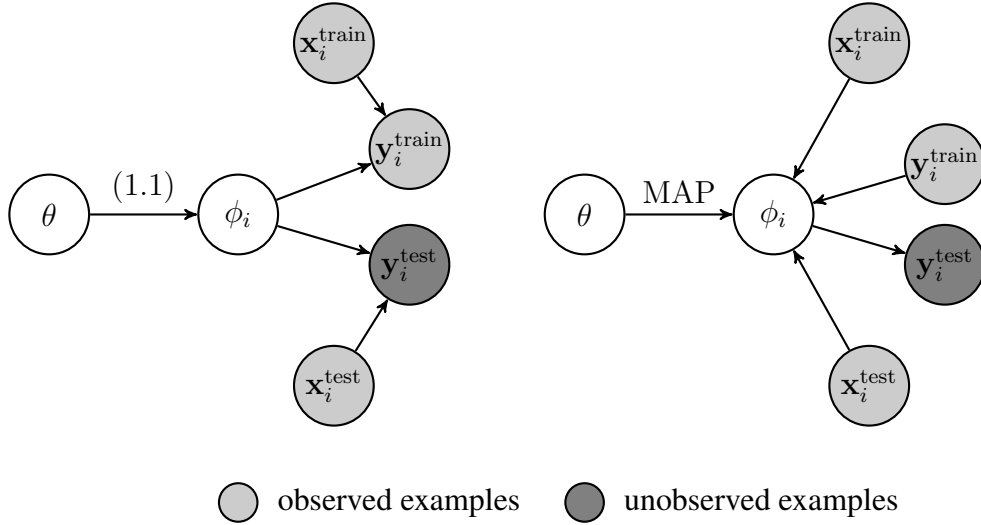 x_i^train
y_i^train
θ
(1.1)
ϕ_i
y_i^test
x_i^test
x_i^train
y_i^train
θ
MAP
ϕ_i
y_i^test
x_i^test
observed examples
unobserved examples